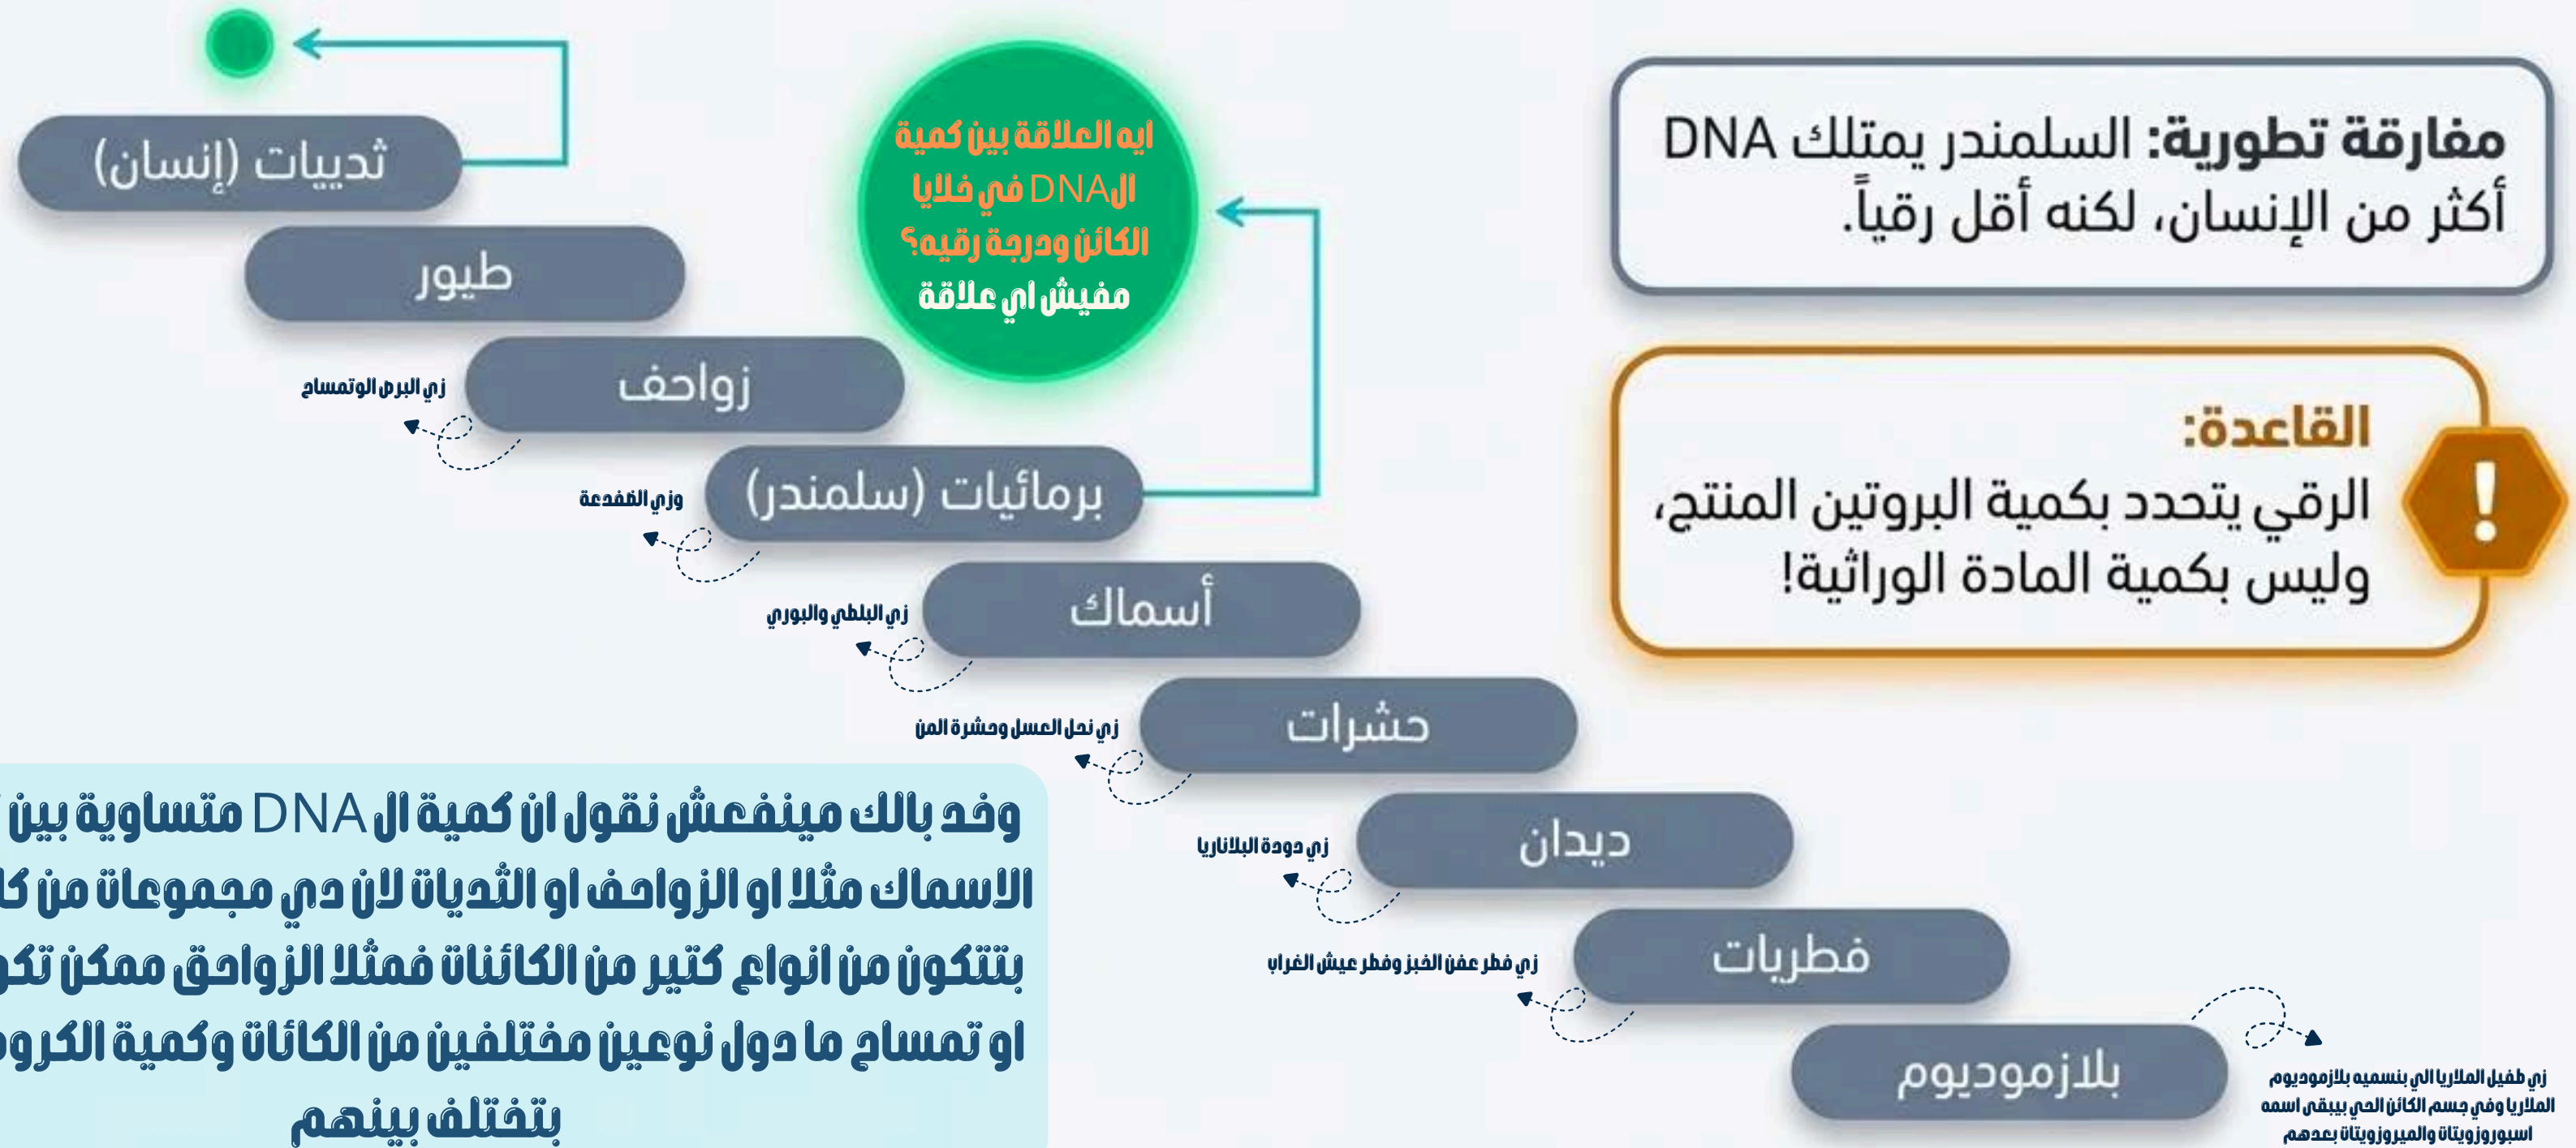 مفارقة تطورية: السلمندر يمتلك DNA
أكثر من الإنسان، لكنه أقل رقياً.
القاعدة:
الرقي يتحدد بكمية البروتين المنتج،
وليس بكمية المادة الوراثية!
!
ايه العلاقة بين كمية
الDNA في خلايا
الكائن ودرجة رقيه؟
مفيش اي علاقة
ثدييات (إنسان)
طيور
زواحف
زي البرص الوتمساح
برمائيات (سلمندر)
وزي الضفدعة
أسماك
زي البلطي والبوري
حشرات
زي نحل العسل وحشرة المن
ديدان
زي دودة البلاناريا
فطريات
زي فطر عفن الخبز وفطر عيش الغراب
بلازموديوم
زي طفيل الملاريا الي بنسميه بلازموديوم
الملاريا وفي جسم الكائن الحي بيبقى اسمه
اسبوروزويتات والميروزويتات بعدهم
وخد بالك مينفعش نقول ان كمية ال DNA متساوية بين
الاسماك مثلا او الزواحف او الثديات لان دي مجموعات من
بتتكون من انواع كتير من الكائنات فمثلا الزواحق ممكن
او تمساح ما دول نوعين مختلفين من الكائات وكمية
بتختلف بينهم